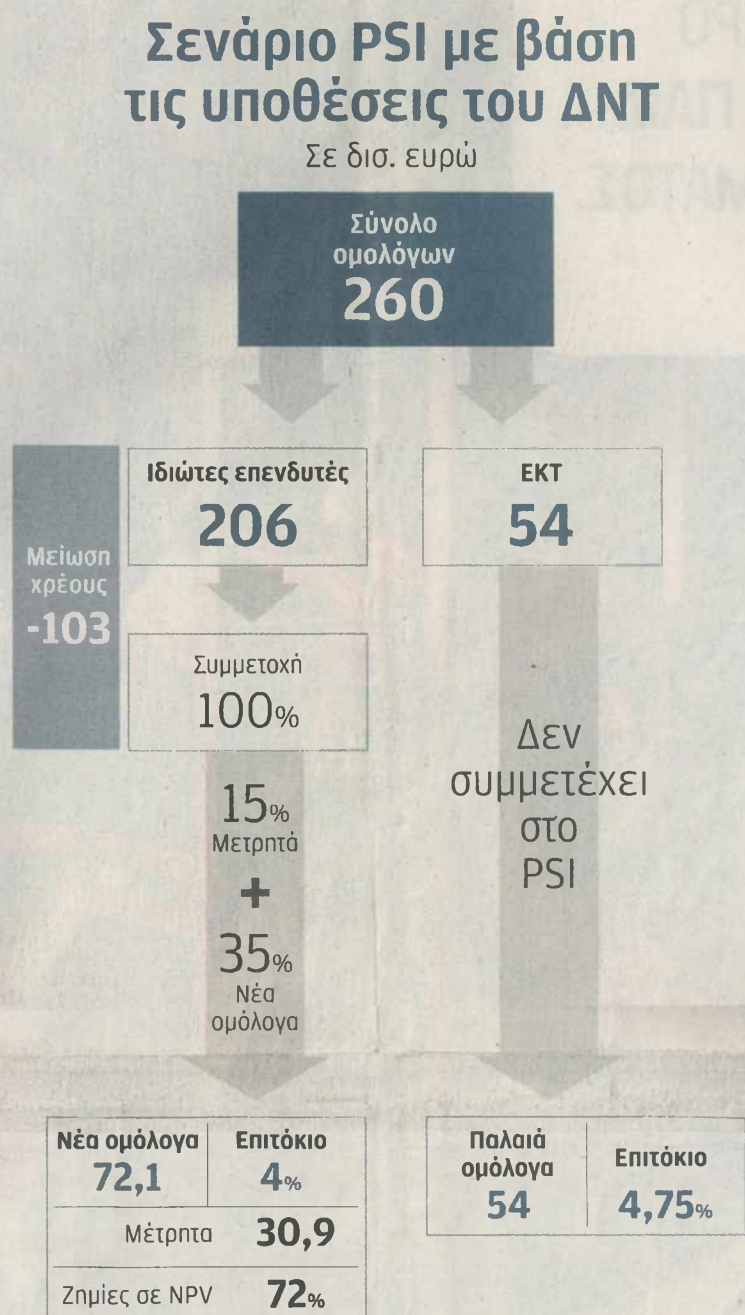 Σενάριο PSI με βάση
τις υποθέσεις του ΔΝΤ
Σε δισ. ευρώ
Σύνολο
ομολόγων
260
Ιδιώτες επενδυτές
206
ΕΚΤ
54
Μείωση
χρέους
-103
Συμμετοχή
100%
15%
Μετρητά
+
35%
Νέα
ομόλογα
Δεν
συμμετέχει
στο
PSI
Νέα ομόλογα
72,1
Επιτόκιο
4%
Μέτρητα 30,9
Ζημίες σε NPV 72%
Παλαιά
ομόλογα
54
Επιτόκιο
4,75%